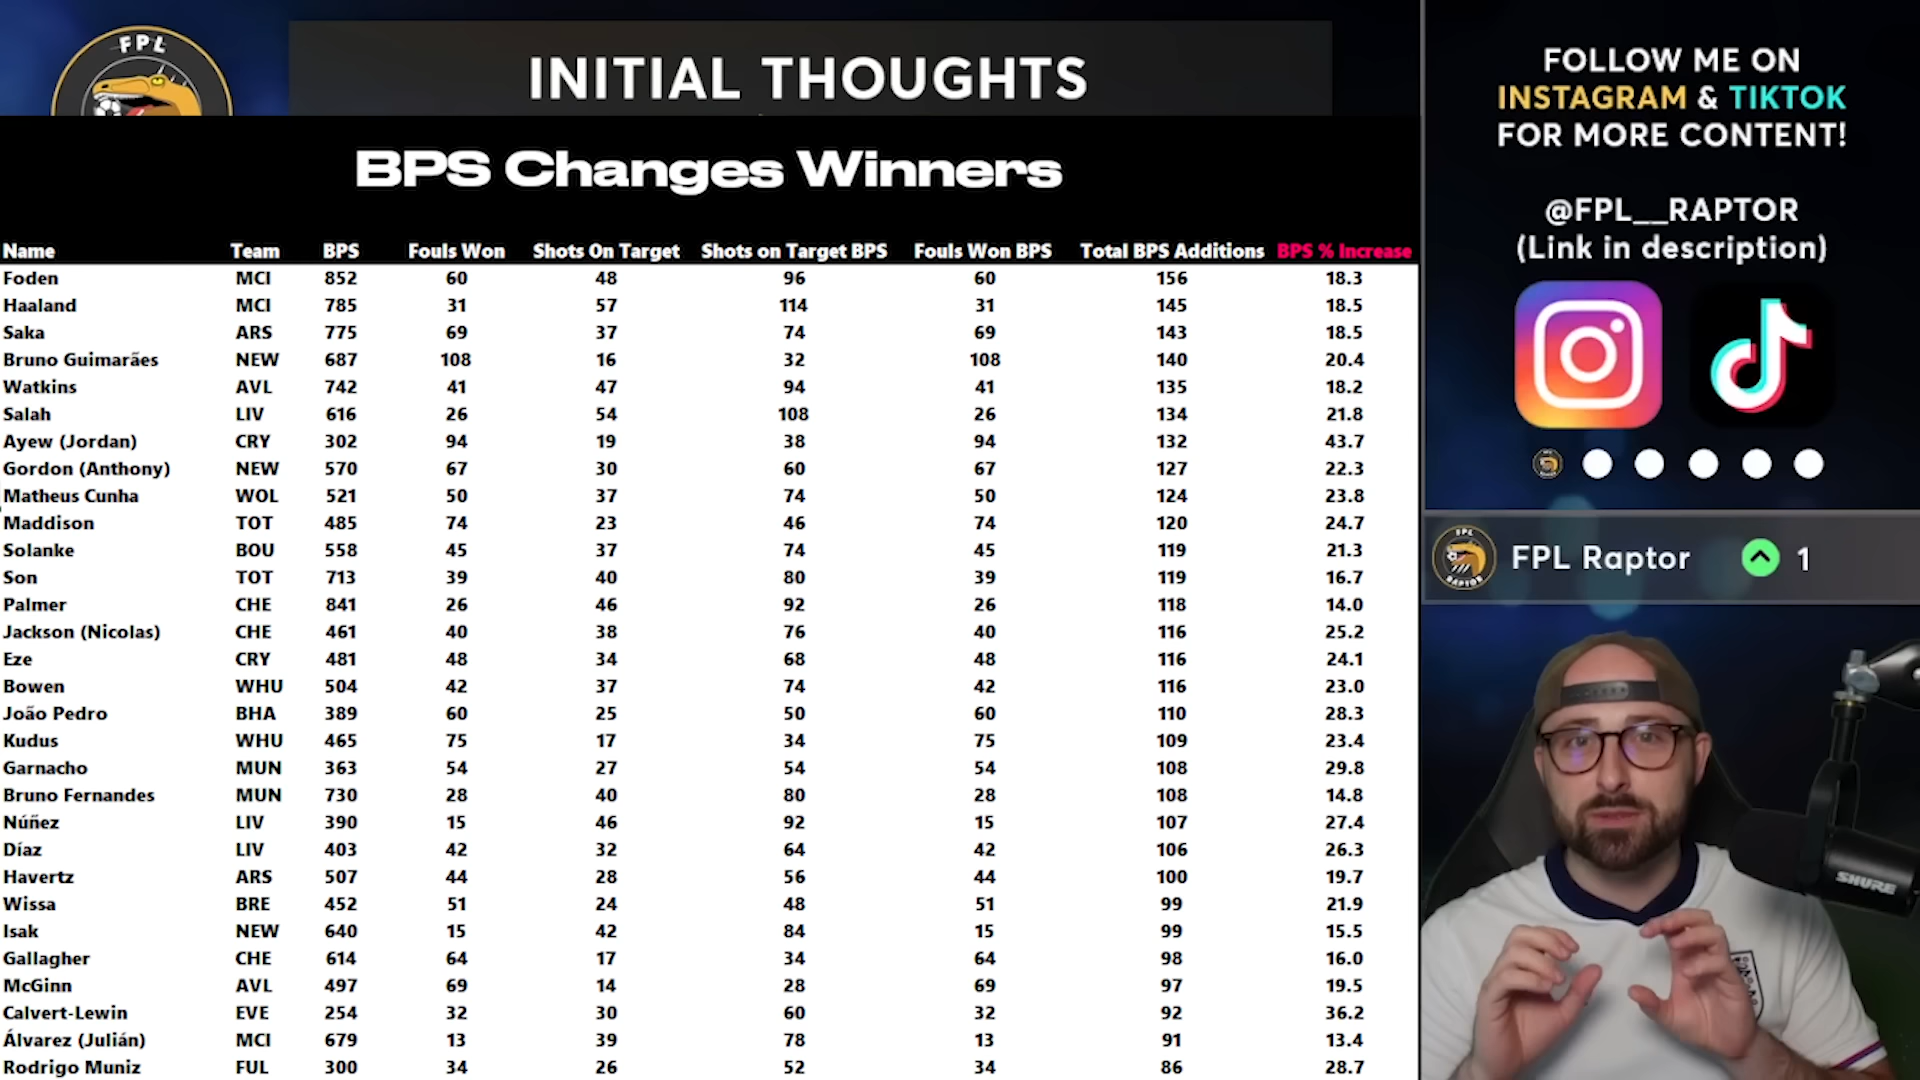 FPL
INITIAL THOUGHTS
BPS Changes Winners
Name Team BPS Fouls Won Shots On Target Shots on Target BPS Fouls Won BPS Total BPS Additions BPS % Increase
Foden MCI 852 60 48 96 60 156 18.3
Haaland MCI 785 31 57 114 31 145 18.5
Saka ARS 775 69 37 74 69 143 18.5
Bruno Guimarães NEW 687 108 16 32 108 140 20.4
Watkins AVL 742 41 47 94 41 135 18.2
Salah LIV 616 26 54 108 26 134 21.8
Ayew (Jordan) CRY 302 94 19 38 94 132 43.7
Gordon (Anthony) NEW 570 67 30 60 67 127 22.3
Matheus Cunha WOL 521 50 37 74 50 124 23.8
Maddison TOT 485 74 23 46 74 120 24.7
Solanke BOU 558 45 37 74 45 119 21.3
Son TOT 713 39 40 80 39 119 16.7
Palmer CHE 841 26 46 92 26 118 14.0
Jackson (Nicolas) CHE 461 40 38 76 40 116 25.2
Eze CRY 481 48 34 68 48 116 24.1
Bowen WHU 504 42 37 74 42 116 23.0
João Pedro BHA 389 60 25 50 60 110 28.3
Kudus WHU 465 75 17 34 75 109 23.4
Garnacho MUN 363 54 27 54 54 108 29.8
Bruno Fernandes MUN 730 28 40 80 28 108 14.8
Núñez LIV 390 15 46 92 15 107 27.4
Díaz LIV 403 42 32 64 42 106 26.3
Havertz ARS 507 44 28 56 44 100 19.7
Wissa BRE 452 51 24 48 51 99 21.9
Isak NEW 640 15 42 84 15 99 15.5
Gallagher CHE 614 64 17 34 64 98 16.0
McGinn AVL 497 69 14 28 69 97 19.5
Calvert-Lewin EVE 254 32 30 60 32 92 36.2
Álvarez (Julián) MCI 679 13 39 78 13 91 13.4
Rodrigo Muniz FUL 300 34 26 52 34 86 28.7
FOLLOW ME ON
INSTAGRAM & TIKTOK
FOR MORE CONTENT!
@FPL__RAPTOR
(Link in description)
FPL
RAPTOR
FPL Raptor 1
SHURE